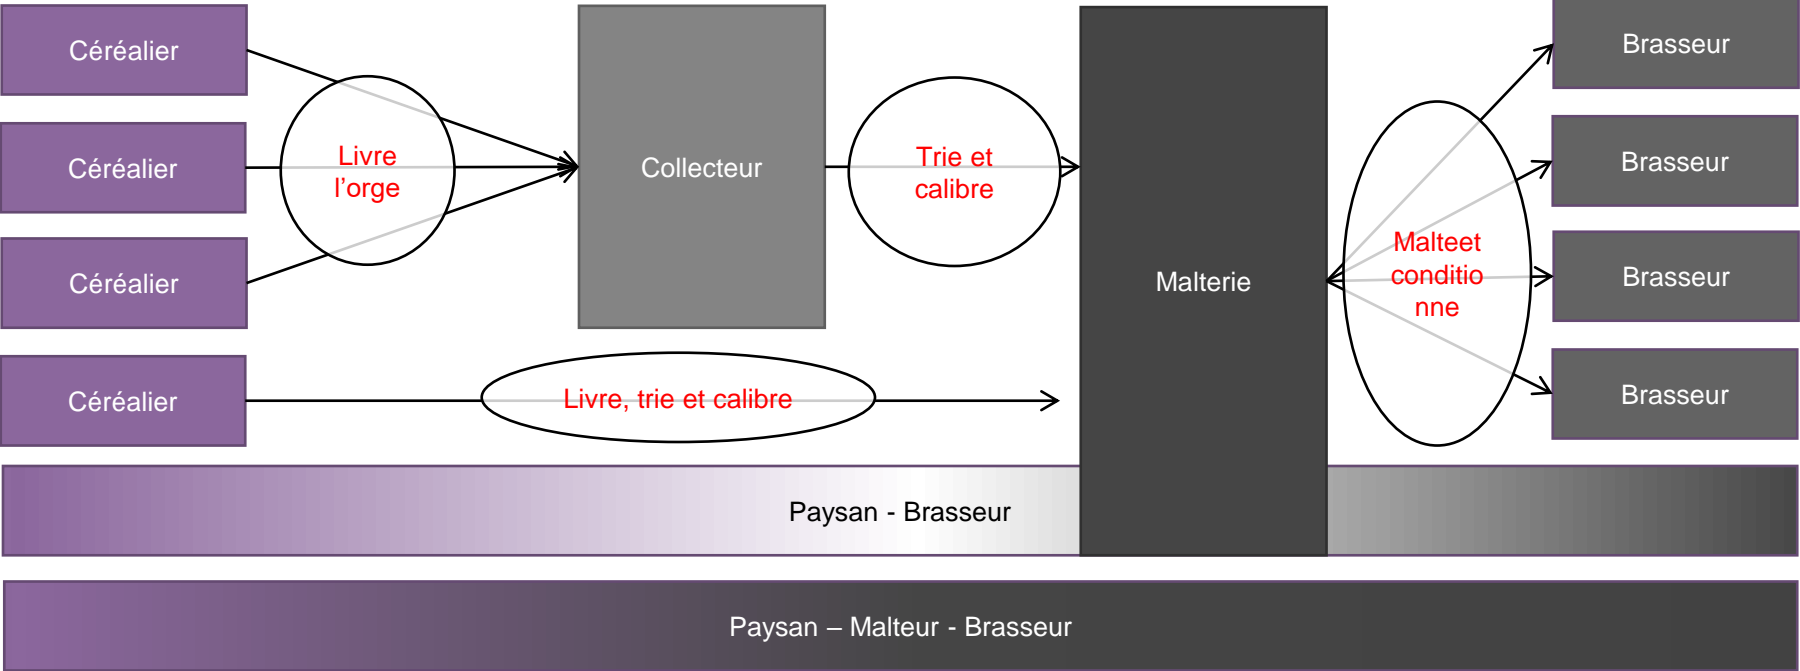 Céréalier
Céréalier
Céréalier
Céréalier
Livre
l’orge
Collecteur
Trie et
calibre
Livre, trie et calibre
Malterie
Malteet
conditio
nne
Brasseur
Brasseur
Brasseur
Brasseur
Paysan - Brasseur
Paysan – Malteur - Brasseur